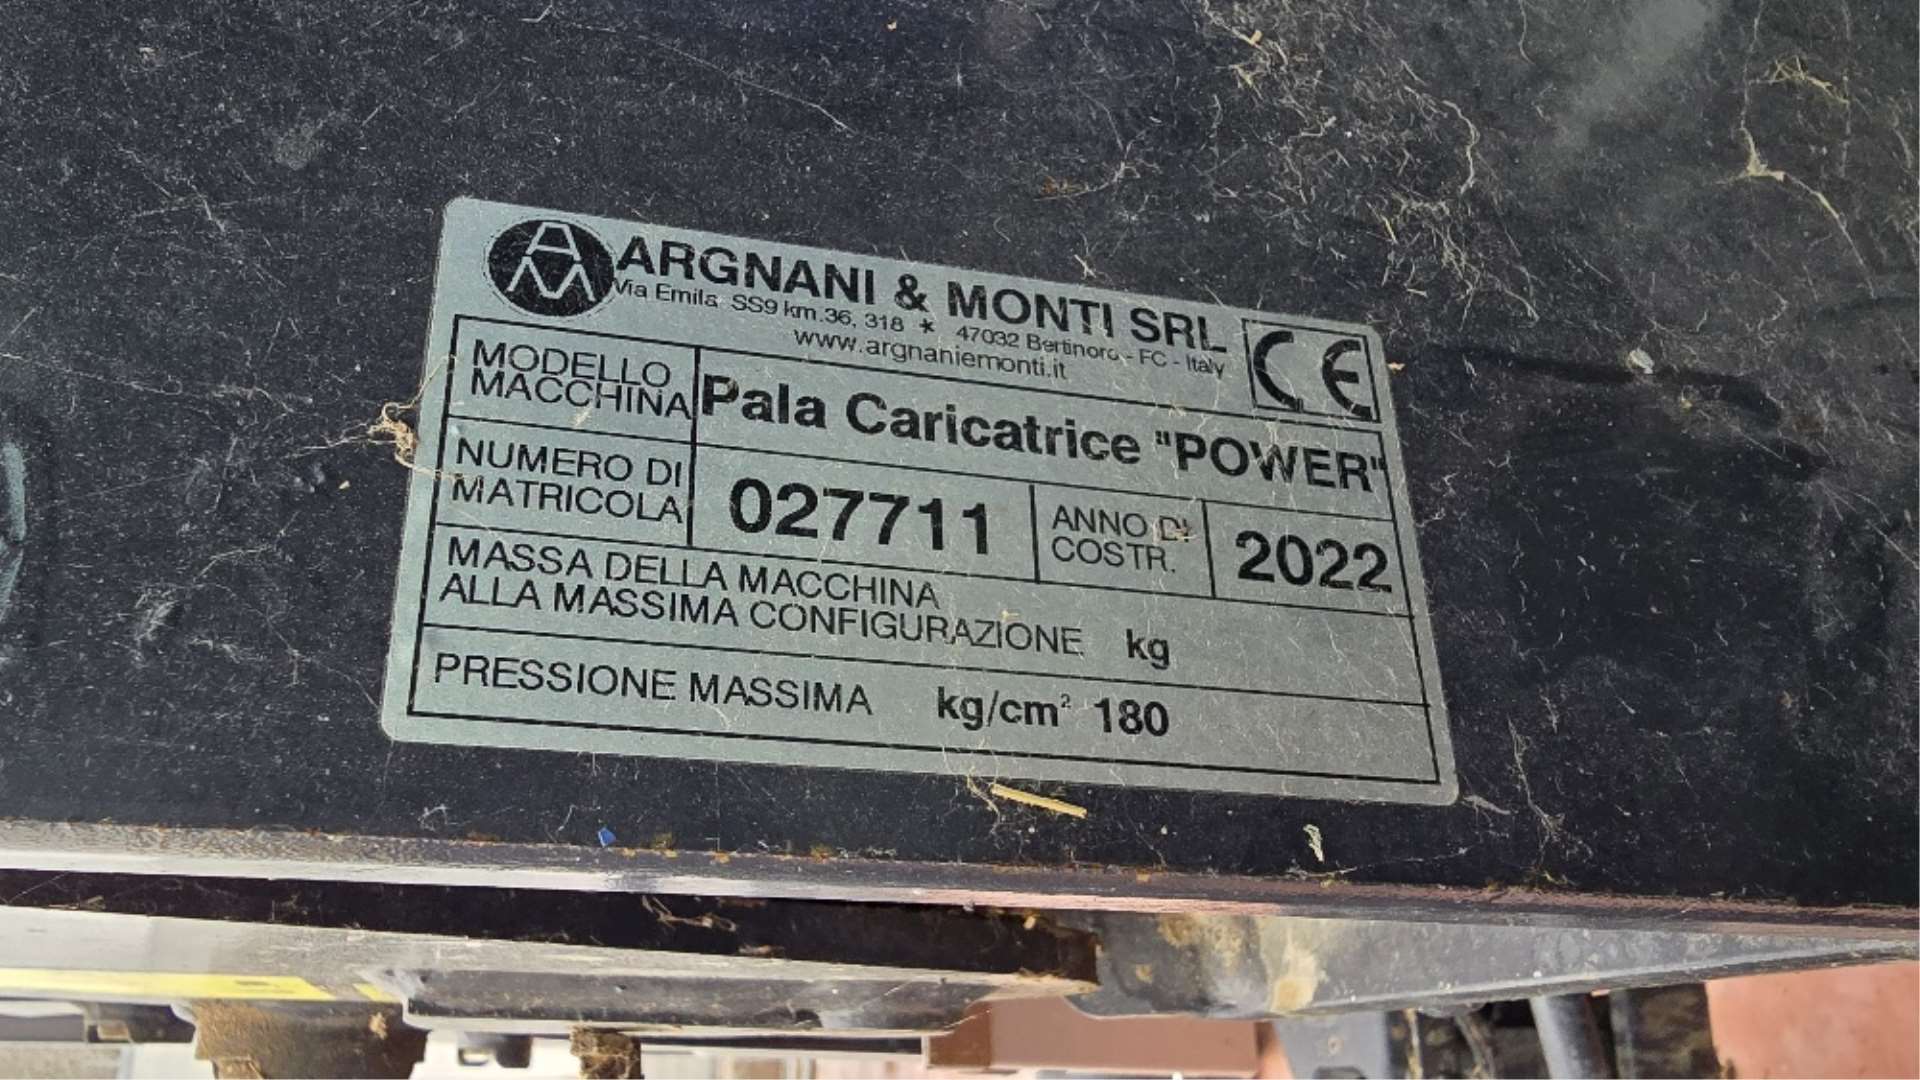 AM
ARGNANI & MONTI SRL
Via Emila SS9 km.36, 318 * 47032 Bertinoro - FC - Italy
www.argnaniemonti.it
CE
MODELLO
MACCHINA
Pala Caricatrice "POWER"
NUMERO DI
MATRICOLA
027711
ANNO DI
COSTR.
2022
MASSA DELLA MACCHINA
ALLA MASSIMA CONFIGURAZIONE kg
PRESSIONE MASSIMA kg/cm² 180